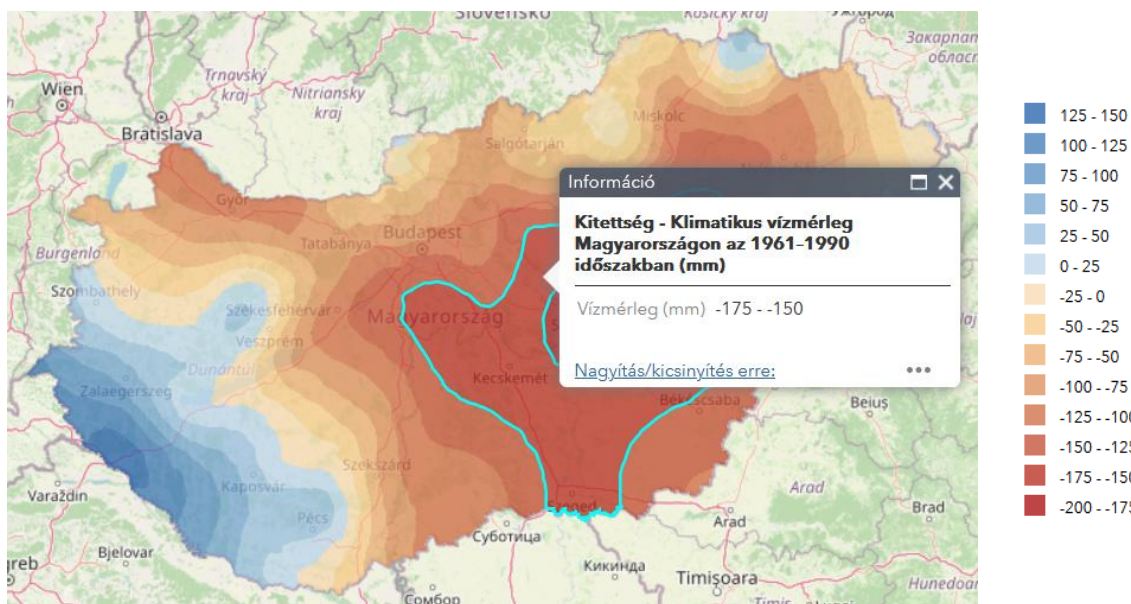 Slovensko
Košický kraj
Ужгород
Закарпат
област
Trnavský
kraj
Nitriansky
kraj
Wien
Bratislava
Miskolc
Salgótarján
Győr
Budapest
Tatabánya
Burgenland
Szombathely
Székesfehérvár
Veszprém
Magyarország
Dunántúl
Zalaegerszeg
Kecskemét
Békéscsaba
Beiuș
Szekszárd
Kaposvár
Pécs
Szeged
Varaždin
Суботица
Arad
Arad
Brad
Bjelovar
greb
Кикинда
Timișoara
Hunedoar
Сомбор
Timiș
Információ
Kitettség - Klimatikus vízmérleg
Magyarországon az 1961-1990
időszakban (mm)
Vízmérleg (mm) -175 - -150
Nagyítás/kicsinyítés erre:
125 - 150
100 - 125
75 - 100
50 - 75
25 - 50
0 - 25
-25 - 0
-50 - -25
-75 - -50
-100 - -75
-125 - -100
-150 - -125
-175 - -150
-200 - -175